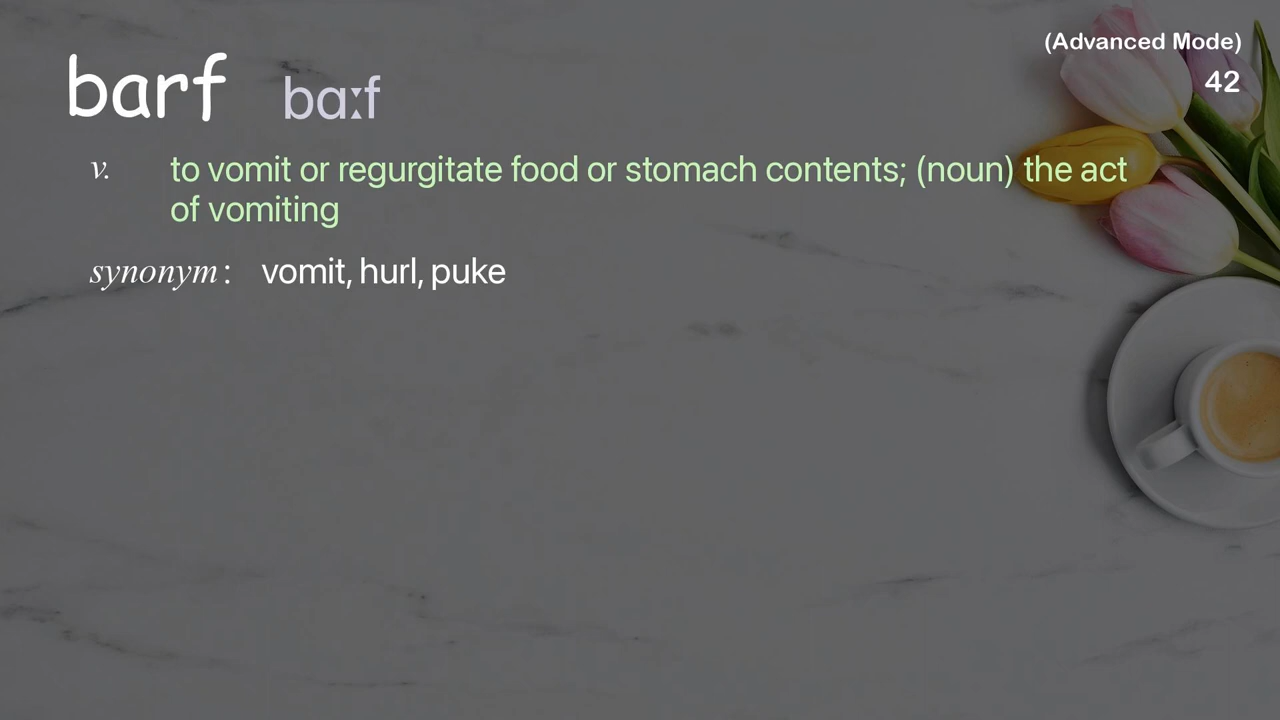 (Advanced Mode)
42
barf bɑːf
v. to vomit or regurgitate food or stomach contents; (noun) the act
of vomiting
synonym : vomit, hurl, puke